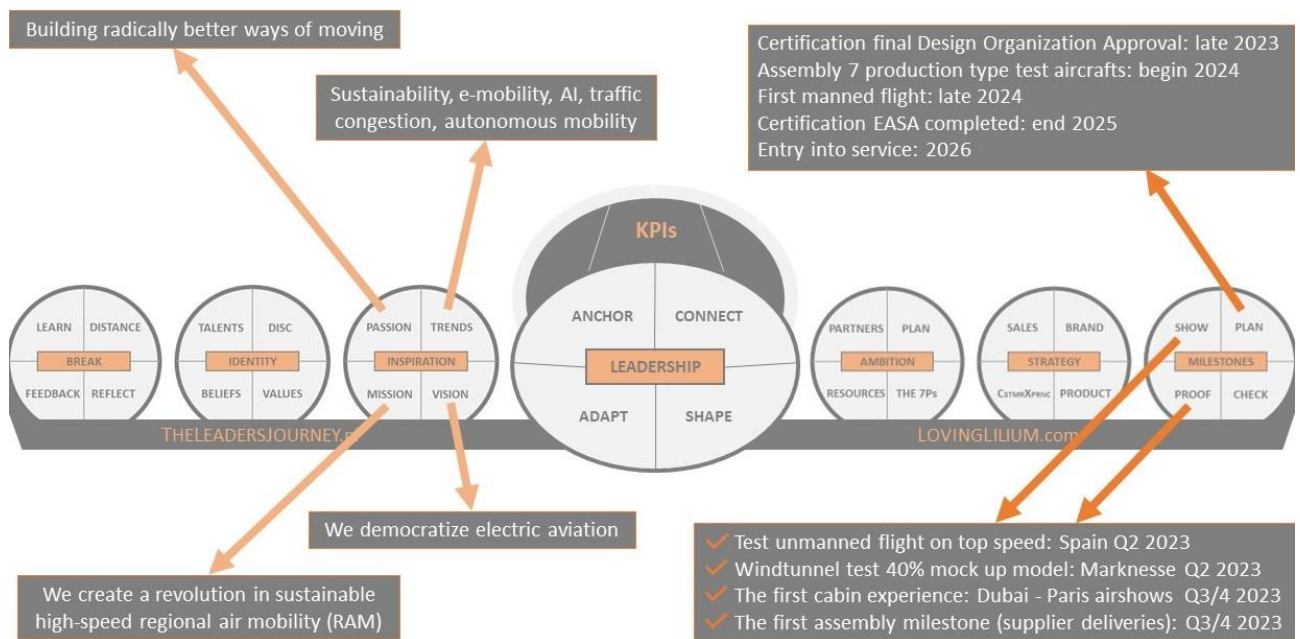 Building radically better ways of moving
Sustainability, e-mobility, AI, traffic
congestion, autonomous mobility
Certification final Design Organization Approval: late 2023
Assembly 7 production type test aircrafts: begin 2024
First manned flight: late 2024
Certification EASA completed: end 2025
Entry into service: 2026
KPIs
LEARN DISTANCE
BREAK
FEEDBACK REFLECT
TALENTS DISC
IDENTITY
BELIEFS VALUES
PASSION TRENDS
INSPIRATION
MISSION VISION
ANCHOR CONNECT
LEADERSHIP
ADAPT SHAPE
PARTNERS PLAN
AMBITION
RESOURCES THE 7Ps
SALES BRAND
STRATEGY
CSTMRXPRNC PRODUCT
SHOW PLAN
MILESTONES
PROOF CHECK
THELEADERSJOURNEY.
LOVINGLILIUM.com
We democratize electric aviation
We create a revolution in sustainable
high-speed regional air mobility (RAM)
✓ Test unmanned flight on top speed: Spain Q2 2023
✓ Windtunnel test 40% mock up model: Marknesse Q2 2023
✓ The first cabin experience: Dubai - Paris airshows Q3/4 2023
✓ The first assembly milestone (supplier deliveries): Q3/4 2023